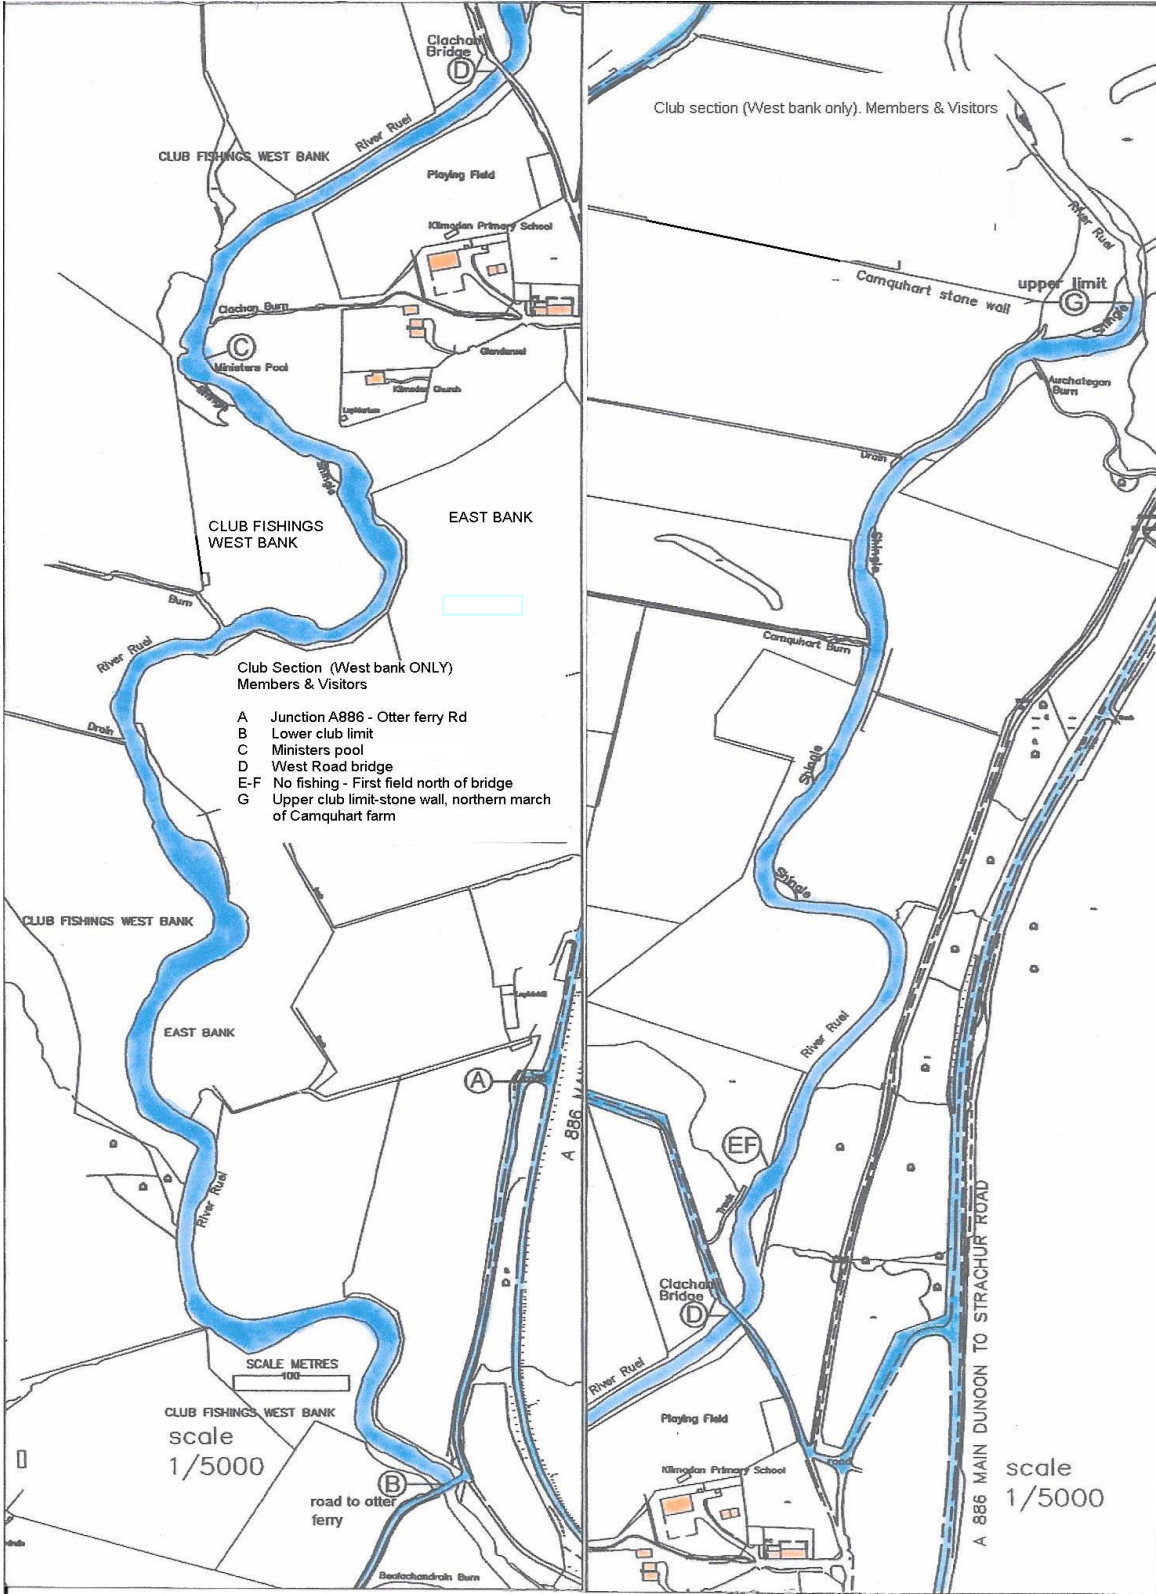 Clachan
Bridge
D
River Ruel
CLUB FISHINGS WEST BANK
Playing Field
Kilmodan Primary School
Clachan Burn
Glendaruel
C
Ministers Pool
Shingle
Kilmodan Church
Shingle
CLUB FISHINGS
WEST BANK
EAST BANK
Burn
River Ruel
Club Section (West bank ONLY)
Members & Visitors
A Junction A886 - Otter ferry Rd
B Lower club limit
C Ministers pool
D West Road bridge
E-F No fishing - First field north of bridge
G Upper club limit-stone wall, northern march
of Camquhart farm
Drain
CLUB FISHINGS WEST BANK
EAST BANK
A
A 886 MAI
River Ruel
SCALE METRES
100
CLUB FISHINGS WEST BANK
scale
1/5000
B
road to otter
ferry
Bealachandrain Burn
Club section (West bank only). Members & Visitors
River Ruel
Camquhart stone wall
upper limit
G
Shingle
Auchategan
Burn
Drain
Shingle
Camquhart Burn
Shingle
Shingle
River Ruel
EF
Track
Clachan
Bridge
D
River Ruel
Playing Field
Kilmodan Primary School
road
A 886 MAIN DUNOON TO STRACHUR ROAD
scale
1/5000